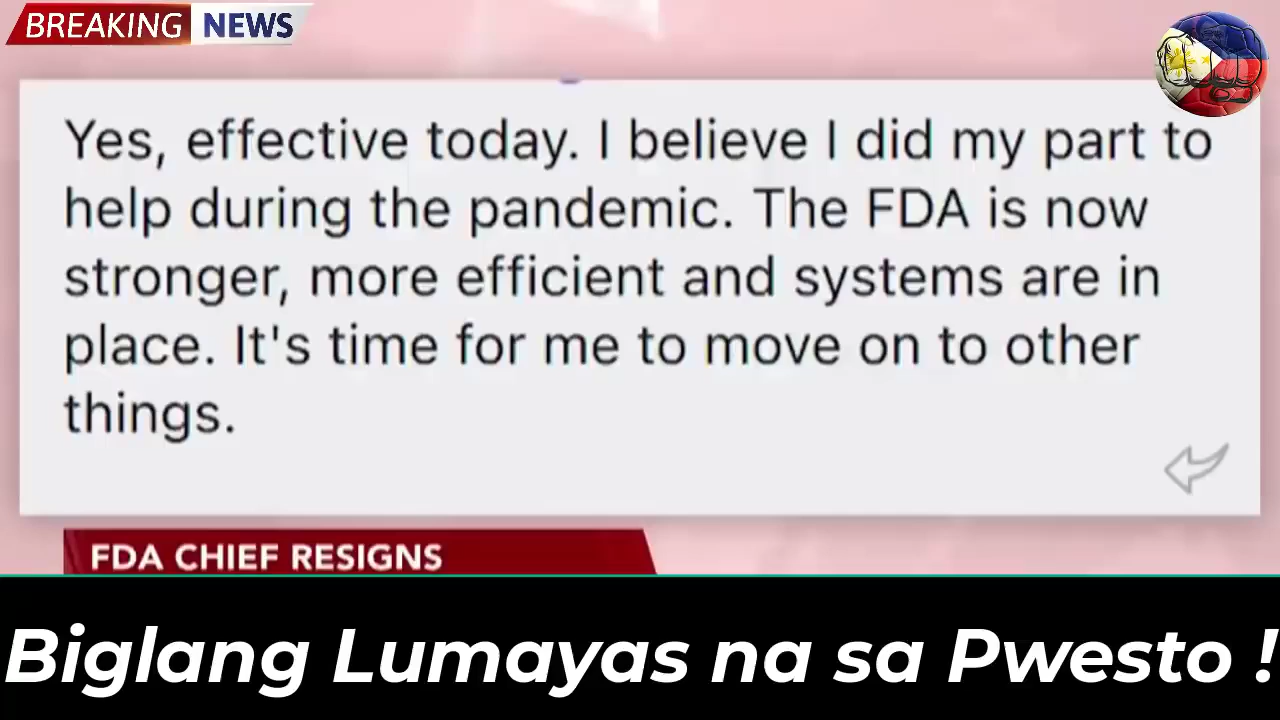 BREAKING NEWS
Yes, effective today. I believe I did my part to
help during the pandemic. The FDA is now
stronger, more efficient and systems are in
place. It's time for me to move on to other
things.
FDA CHIEF RESIGNS
Biglang Lumayas na sa Pwesto !